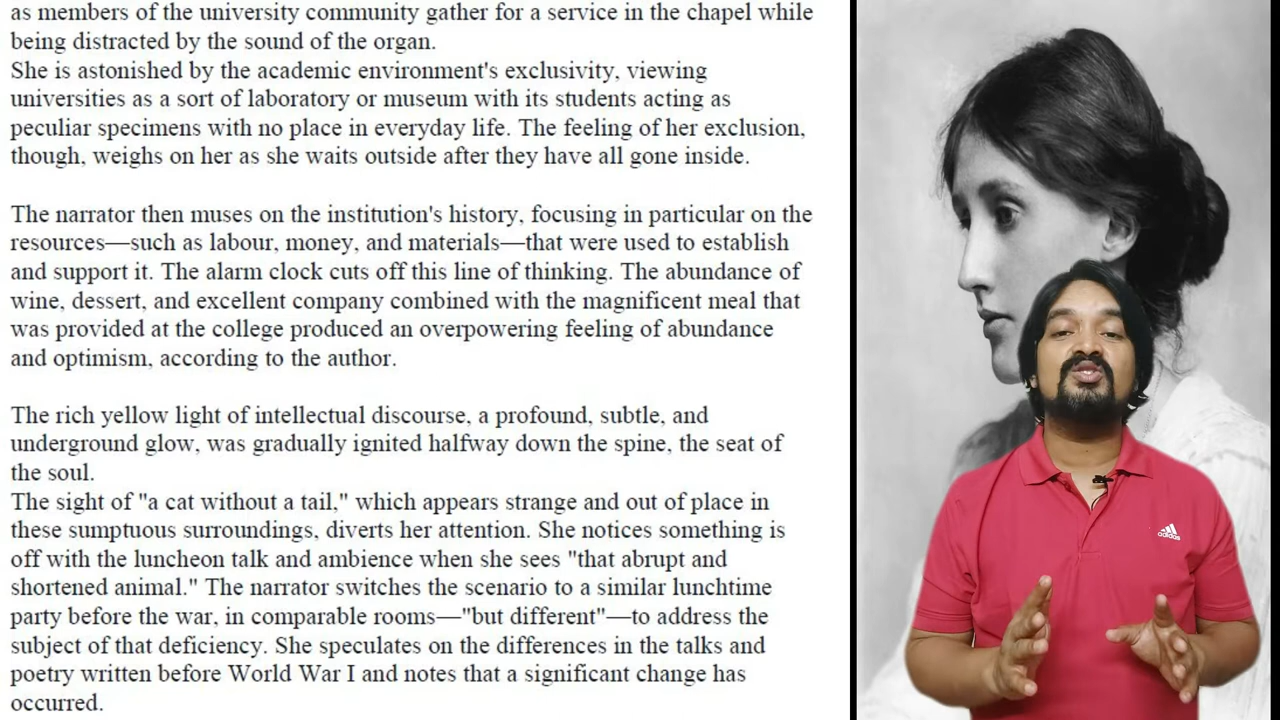 as members of the university community gather for a service in the chapel while
being distracted by the sound of the organ.
She is astonished by the academic environment's exclusivity, viewing
universities as a sort of laboratory or museum with its students acting as
peculiar specimens with no place in everyday life. The feeling of her exclusion,
though, weighs on her as she waits outside after they have all gone inside.
The narrator then muses on the institution's history, focusing in particular on the
resources—such as labour, money, and materials—that were used to establish
and support it. The alarm clock cuts off this line of thinking. The abundance of
wine, dessert, and excellent company combined with the magnificent meal that
was provided at the college produced an overpowering feeling of abundance
and optimism, according to the author.
The rich yellow light of intellectual discourse, a profound, subtle, and
underground glow, was gradually ignited halfway down the spine, the seat of
the soul.
The sight of "a cat without a tail," which appears strange and out of place in
these sumptuous surroundings, diverts her attention. She notices something is
off with the luncheon talk and ambience when she sees "that abrupt and
shortened animal." The narrator switches the scenario to a similar lunchtime
party before the war, in comparable rooms—"but different"—to address the
subject of that deficiency. She speculates on the differences in the talks and
poetry written before World War I and notes that a significant change has
occurred.
adidas